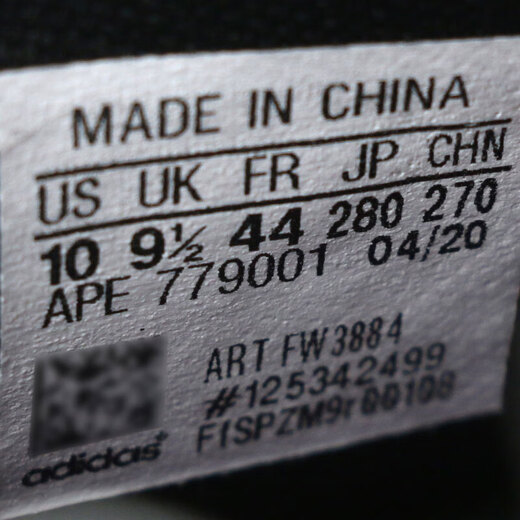 MADE IN CHINA
US UK FR JP CHN
10 9½ 44 280 270
APE 779001 04/20
ART FW3884
#125342499
adidas